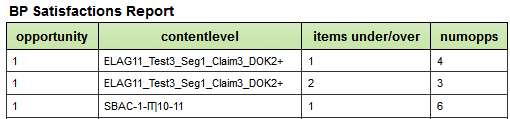 BP Satisfactions Report
opportunity contentlevel items under/over numopps
1 ELAG11_Test3_Seg1_Claim3_DOK2+ 1 4
1 ELAG11_Test3_Seg1_Claim3_DOK2+ 2 3
1 SBAC-1-IT|10-11 1 6